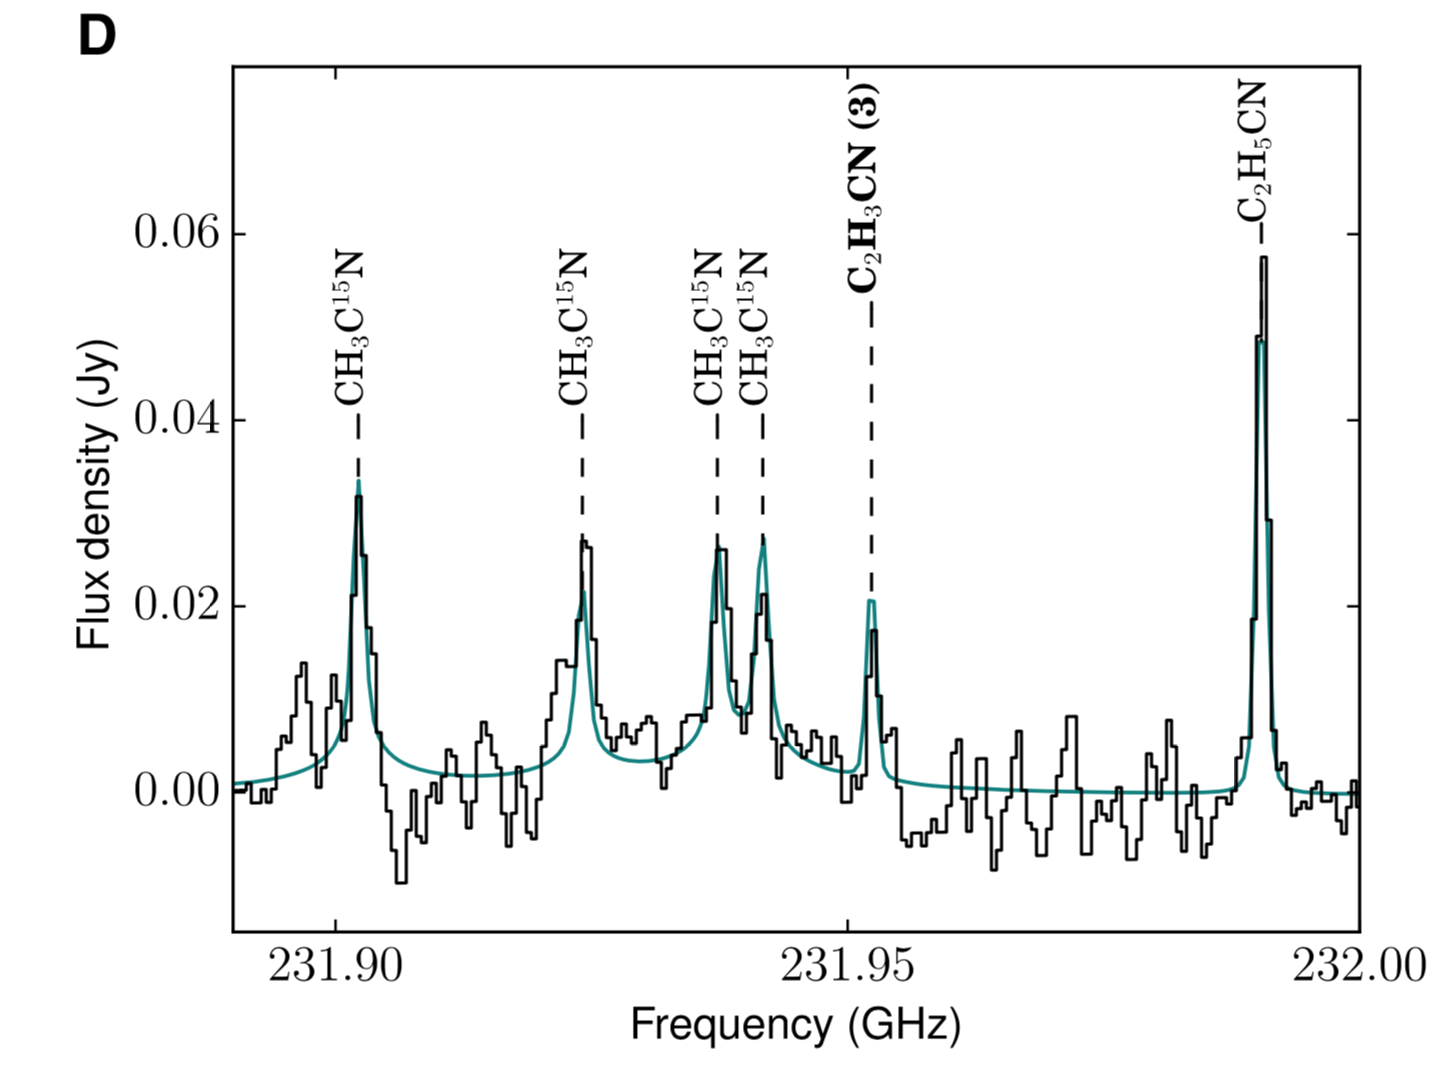 D
C₂H₅CN
C₂H₃CN (3)
CH₃C¹⁵N
CH₃C¹⁵N
CH₃C¹⁵N
CH₃C¹⁵N
0.06
0.04
0.02
0.00
Flux density (Jy)
231.90
231.95
232.00
Frequency (GHz)